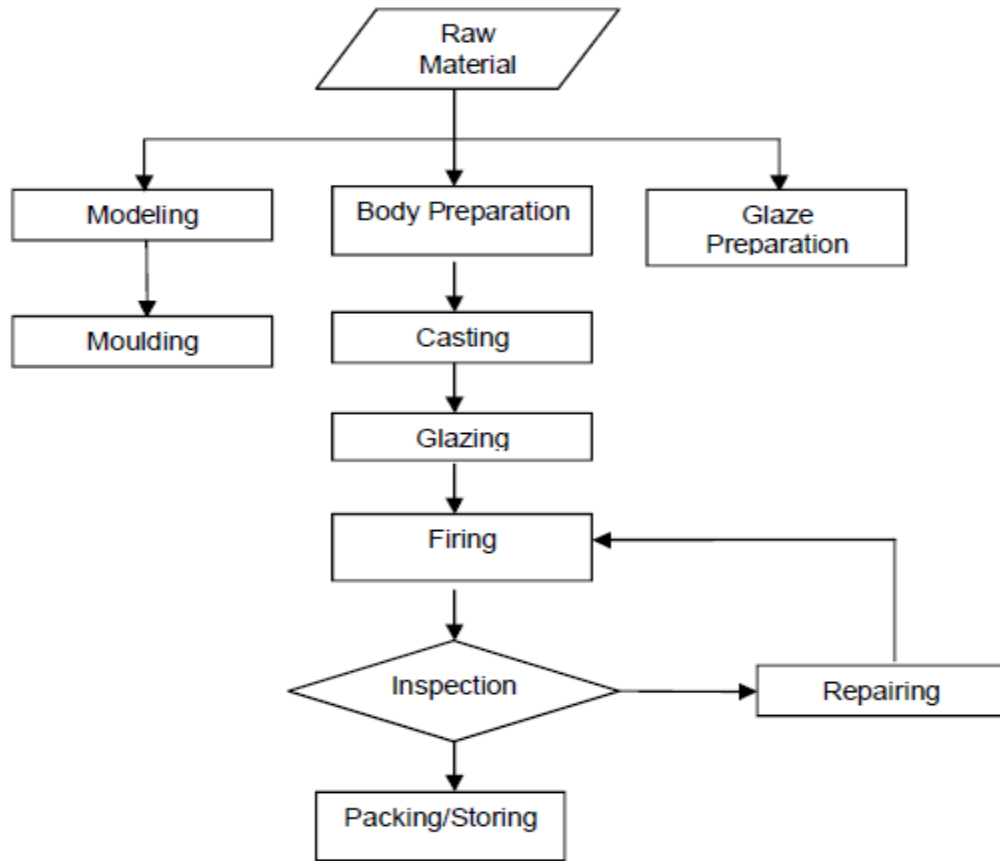 Raw
Material
Modeling
Body Preparation
Glaze
Preparation
Moulding
Casting
Glazing
Firing
Inspection
Repairing
Packing/Storing